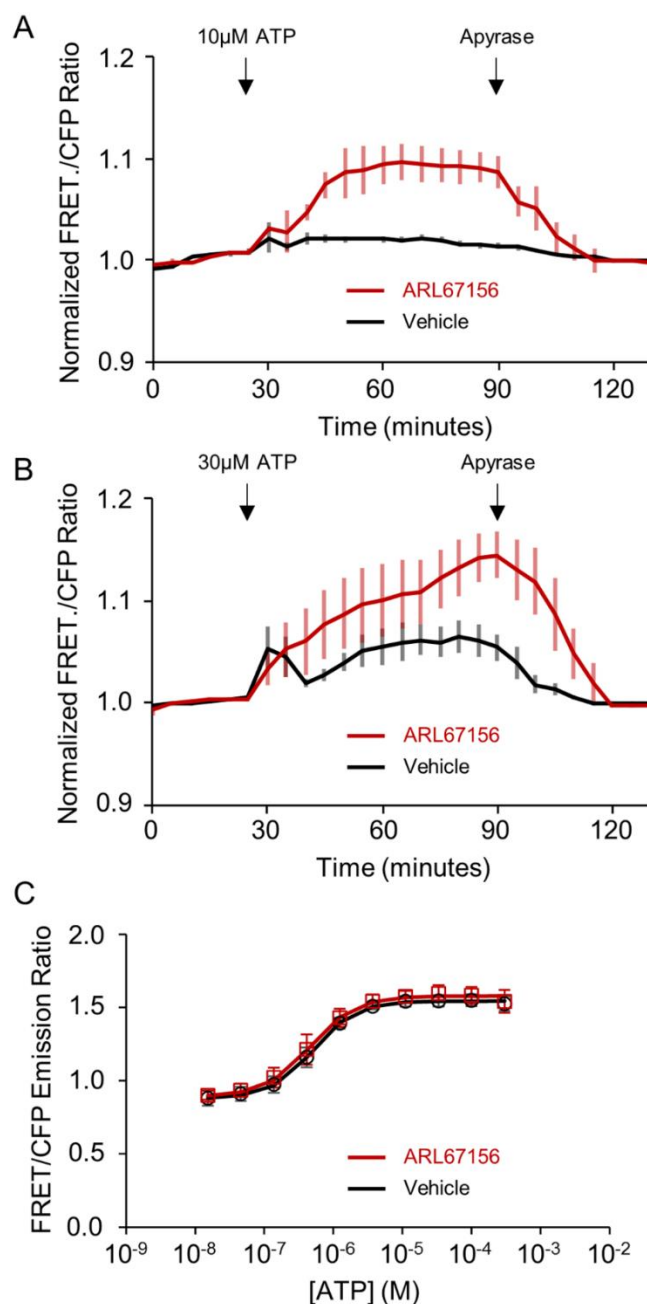 A
10µM ATP
Apyrase
Normalized FRET./CFP Ratio
1.2
1.1
1.0
0.9
ARL67156
Vehicle
0 30 60 90 120
Time (minutes)
B
30µM ATP
Apyrase
Normalized FRET./CFP Ratio
1.2
1.1
1.0
0.9
ARL67156
Vehicle
0 30 60 90 120
Time (minutes)
C
FRET/CFP Emission Ratio
2.0
1.5
1.0
0.5
0.0
ARL67156
Vehicle
10⁻⁹ 10⁻⁸ 10⁻⁷ 10⁻⁶ 10⁻⁵ 10⁻⁴ 10⁻³ 10⁻²
[ATP] (M)